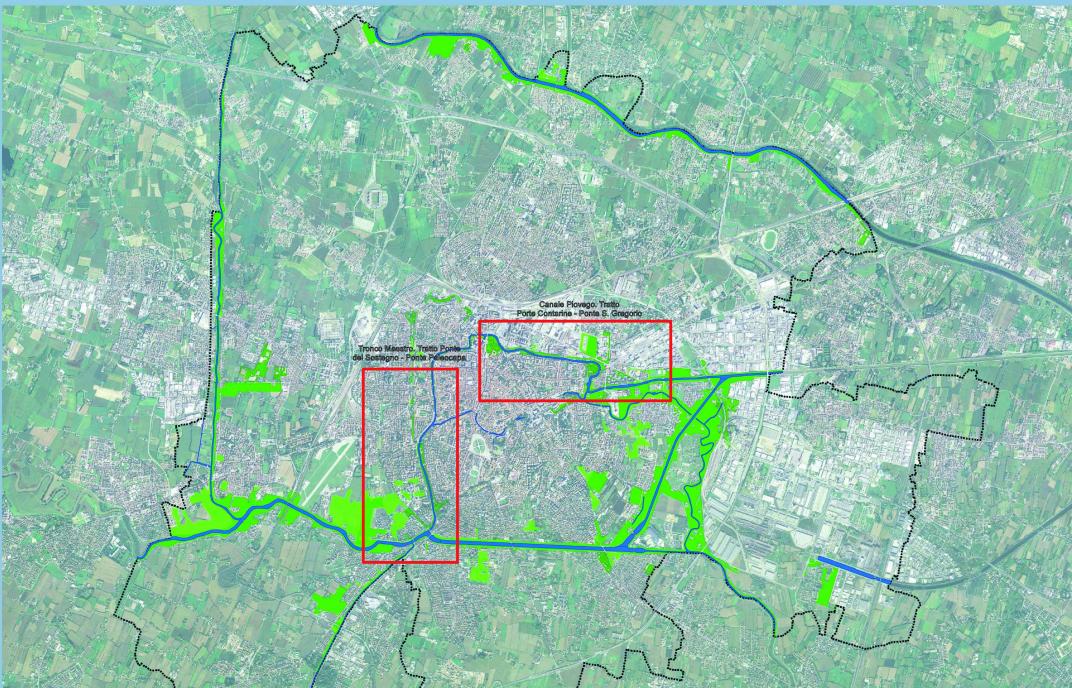 Canale Piovego. Tratto
Porte Contarine - Ponte S. Gregorio
Tronco Maestro. Tratto Ponte
del Sostegno - Ponte Paleocapa